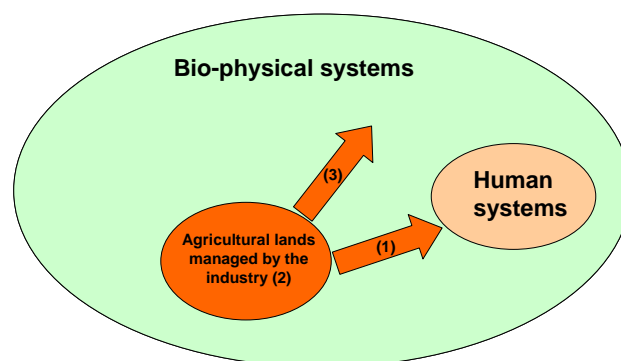 Bio-physical systems
(3)
Human
systems
(1)
Agricultural lands
managed by the
industry (2)